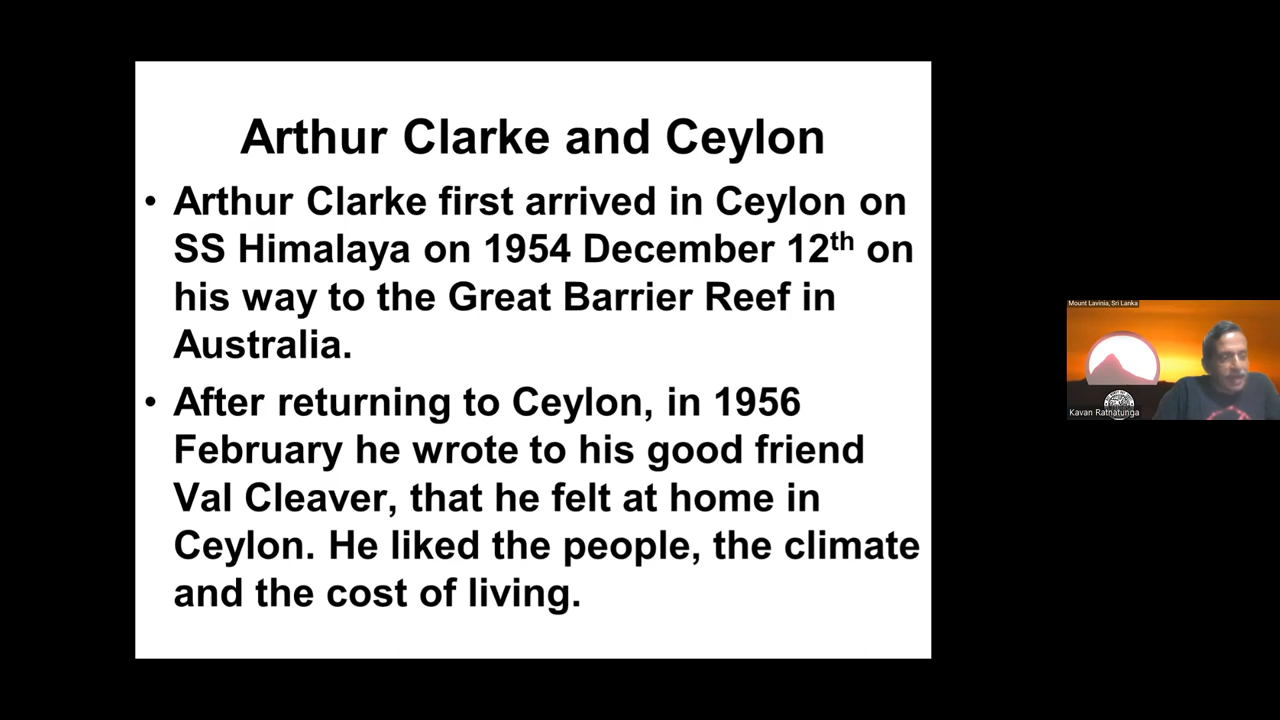 Arthur Clarke and Ceylon
• Arthur Clarke first arrived in Ceylon on
SS Himalaya on 1954 December 12th on
his way to the Great Barrier Reef in
Australia.
• After returning to Ceylon, in 1956
February he wrote to his good friend
Val Cleaver, that he felt at home in
Ceylon. He liked the people, the climate
and the cost of living.
Mount Lavinia, Sri Lanka
Kavan Ratnatunga